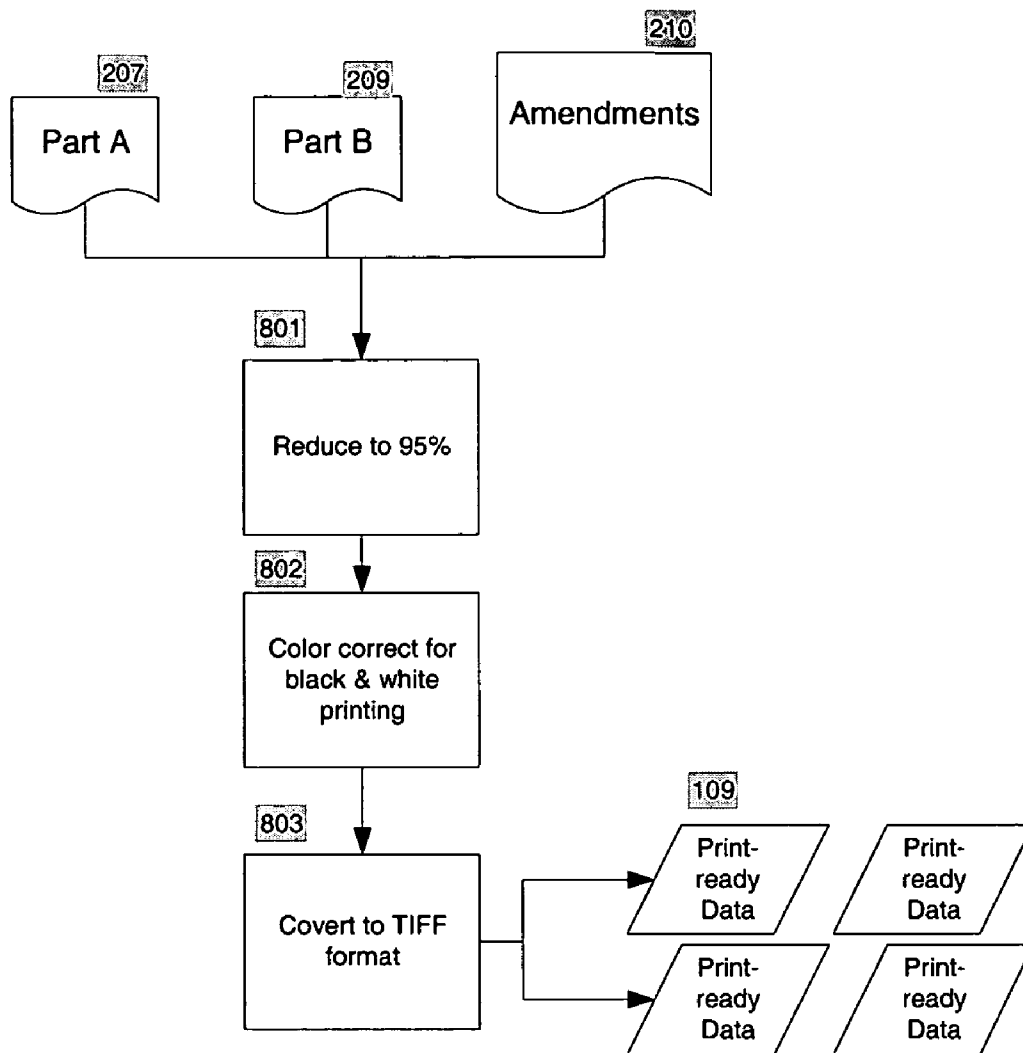 210
207
209
Part A
Part B
Amendments
801
Reduce to 95%
802
Color correct for
black & white
printing
803
Covert to TIFF
format
109
Print-
ready
Data
Print-
ready
Data
Print-
ready
Data
Print-
ready
Data